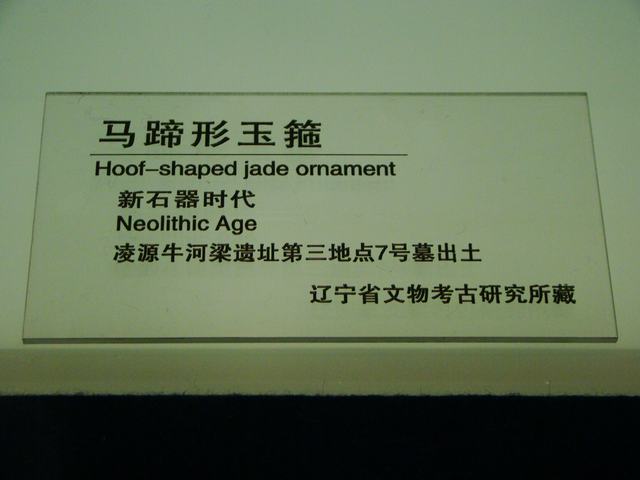 马蹄形玉箍
Hoof-shaped jade ornament
新石器时代
Neolithic Age
凌源牛河梁遗址第三地点7号墓出土
辽宁省文物考古研究所藏